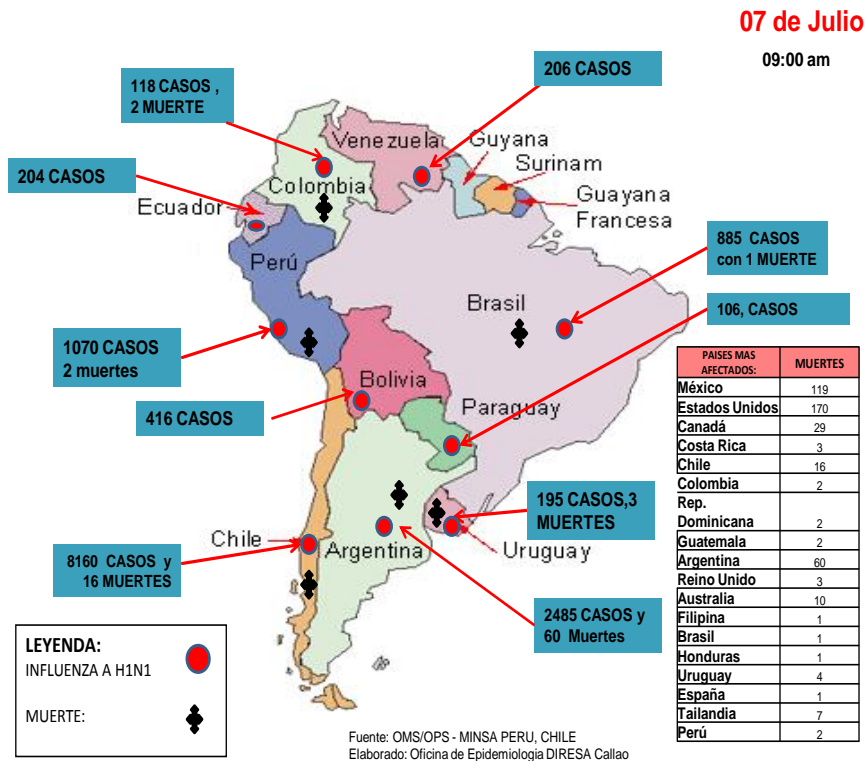 07 de Julio
09:00 am
118 CASOS ,
2 MUERTE
206 CASOS
204 CASOS
Venezuela
Guyana
Surinam
Guayana
Francesa
Colombia
Ecuador
Perú
Brasil
885 CASOS
con 1 MUERTE
106, CASOS
1070 CASOS
2 muertes
416 CASOS
Bolivia
Paraguay
195 CASOS,3
MUERTES
Chile
Argentina
Uruguay
8160 CASOS y
16 MUERTES
2485 CASOS y
60 Muertes
PAISES MAS
AFECTADOS: MUERTES
México 119
Estados Unidos 170
Canadá 29
Costa Rica 3
Chile 16
Colombia 2
Rep.
Dominicana 2
Guatemala 2
Argentina 60
Reino Unido 3
Australia 10
Filipina 1
Brasil 1
Honduras 1
Uruguay 4
España 1
Tailandia 7
Perú 2
LEYENDA:
INFLUENZA A H1N1
MUERTE:
Fuente: OMS/OPS - MINSA PERU, CHILE
Elaborado: Oficina de Epidemiologia DIRESA Callao